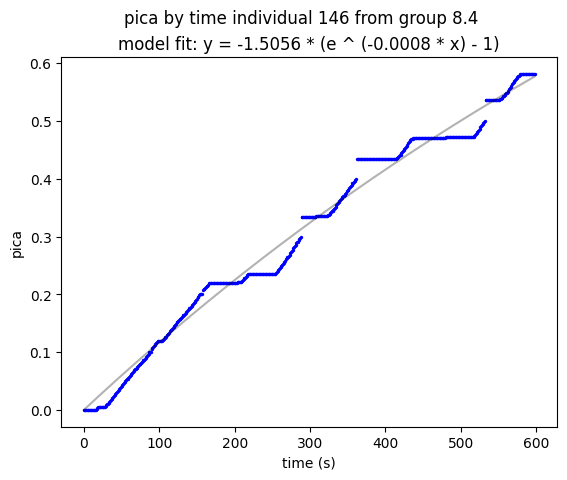 pica by time individual 146 from group 8.4
model fit: y = -1.5056 * (e ^ (-0.0008 * x) - 1)
0.6
0.5
0.4
0.3
0.2
0.1
0.0
pica
0 100 200 300 400 500 600
time (s)